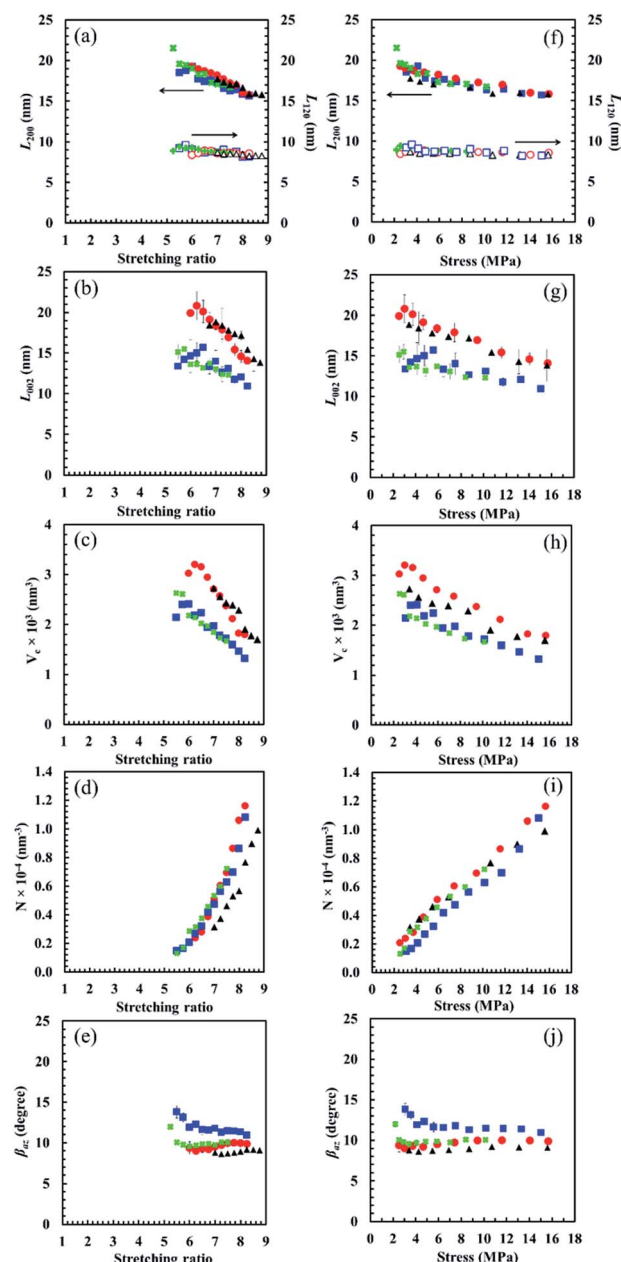 (a)
25 25
20 20
15 15
10 10
5 5
0 0
L200 (nm)
L120 (nm)
1 2 3 4 5 6 7 8 9
Stretching ratio
(f)
25 25
20 20
15 15
10 10
5 5
0 0
L200 (nm)
L120 (nm)
0 2 4 6 8 10 12 14 16 18
Stress (MPa)
(b)
25
20
15
10
5
0
L002 (nm)
1 2 3 4 5 6 7 8 9
Stretching ratio
(g)
25
20
15
10
5
0
L002 (nm)
0 2 4 6 8 10 12 14 16 18
Stress (MPa)
(c)
4
3
2
1
0
Vc × 10³ (nm³)
1 2 3 4 5 6 7 8 9
Stretching ratio
(h)
4
3
2
1
0
Vc × 10³ (nm³)
0 2 4 6 8 10 12 14 16 18
Stress (MPa)
(d)
1.4
1.2
1.0
0.8
0.6
0.4
0.2
0.0
N × 10⁻⁴ (nm⁻³)
1 2 3 4 5 6 7 8 9
Stretching ratio
(i)
1.4
1.2
1.0
0.8
0.6
0.4
0.2
0.0
N × 10⁻⁴ (nm⁻³)
0 2 4 6 8 10 12 14 16 18
Stress (MPa)
(e)
25
20
15
10
5
0
βaz (degree)
1 2 3 4 5 6 7 8 9
Stretching ratio
(j)
25
20
15
10
5
0
βaz (degree)
0 2 4 6 8 10 12 14 16 18
Stress (MPa)